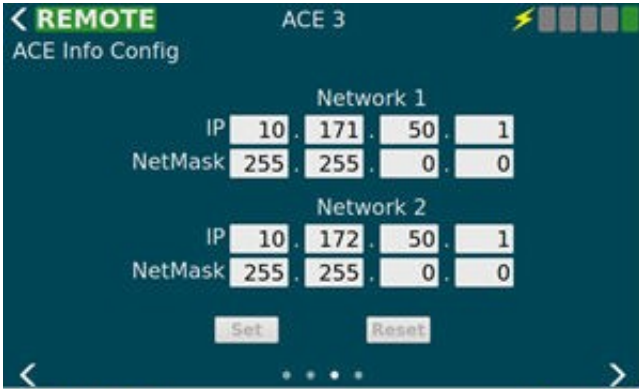 REMOTE ACE 3
ACE Info Config
Network 1
IP 10 . 171 . 50 . 1
NetMask 255 . 255 . 0 . 0
Network 2
IP 10 . 172 . 50 . 1
NetMask 255 . 255 . 0 . 0
Set Reset